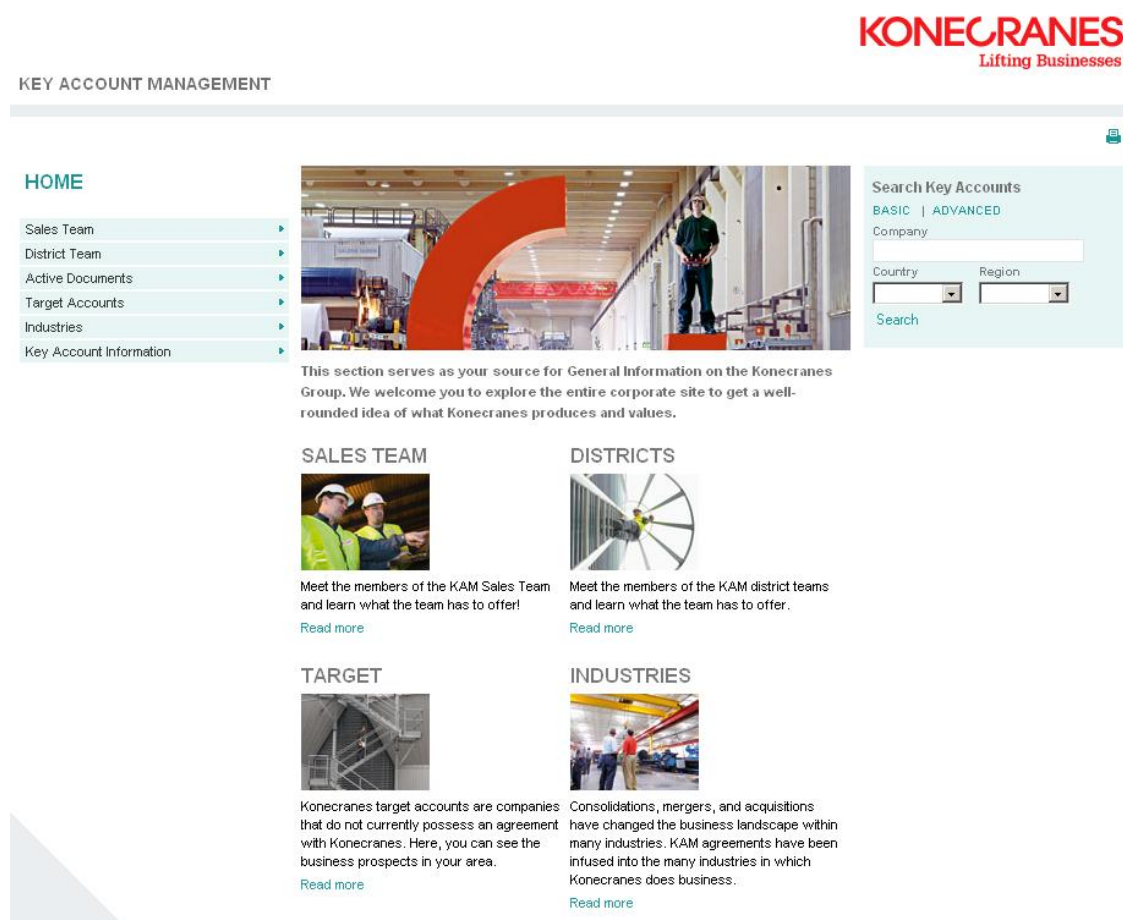 KONECRANES
Lifting Businesses
KEY ACCOUNT MANAGEMENT
HOME
Sales Team
District Team
Active Documents
Target Accounts
Industries
Key Account Information
Search Key Accounts
BASIC | ADVANCED
Company
Country Region
Search
This section serves as your source for General Information on the Konecranes
Group. We welcome you to explore the entire corporate site to get a well-
rounded idea of what Konecranes produces and values.
SALES TEAM
Meet the members of the KAM Sales Team
and learn what the team has to offer!
Read more
DISTRICTS
Meet the members of the KAM district teams
and learn what the team has to offer.
Read more
TARGET
Konecranes target accounts are companies
that do not currently possess an agreement
with Konecranes. Here, you can see the
business prospects in your area.
Read more
INDUSTRIES
Consolidations, mergers, and acquisitions
have changed the business landscape within
many industries. KAM agreements have been
infused into the many industries in which
Konecranes does business.
Read more